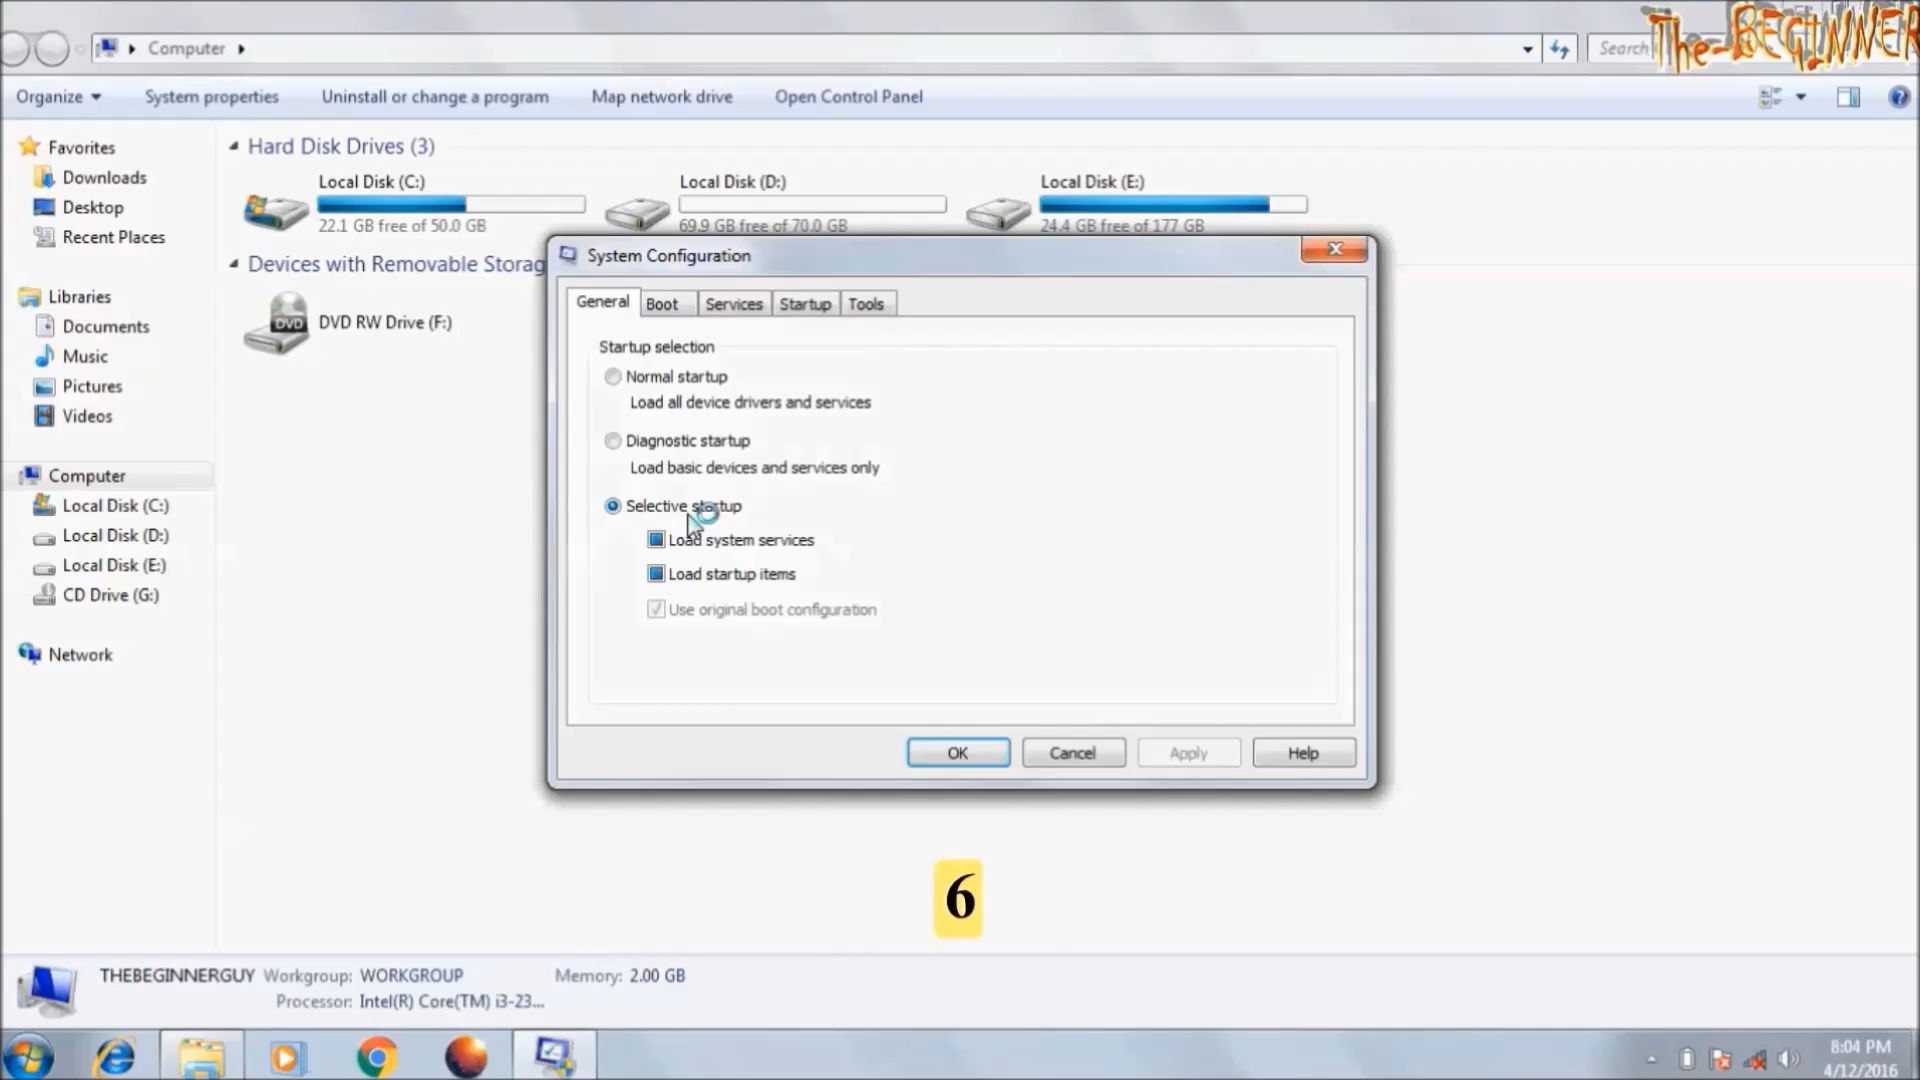 The-BEGINNER
Computer
Search
Organize
System properties
Uninstall or change a program
Map network drive
Open Control Panel
Favorites
Downloads
Desktop
Recent Places
Libraries
Documents
Music
Pictures
Videos
Computer
Local Disk (C:)
Local Disk (D:)
Local Disk (E:)
CD Drive (G:)
Network
Hard Disk Drives (3)
Local Disk (C:)
22.1 GB free of 50.0 GB
Local Disk (D:)
69.9 GB free of 70.0 GB
Local Disk (E:)
24.4 GB free of 177 GB
Devices with Removable Storag
DVD
DVD RW Drive (F:)
System Configuration
General
Boot
Services
Startup
Tools
Startup selection
Normal startup
Load all device drivers and services
Diagnostic startup
Load basic devices and services only
Selective startup
Load system services
Load startup items
Use original boot configuration
OK
Cancel
Apply
Help
6
THEBEGINNERGUY Workgroup: WORKGROUP Memory: 2.00 GB
Processor: Intel(R) Core(TM) i3-23...
8:04 PM
4/12/2016